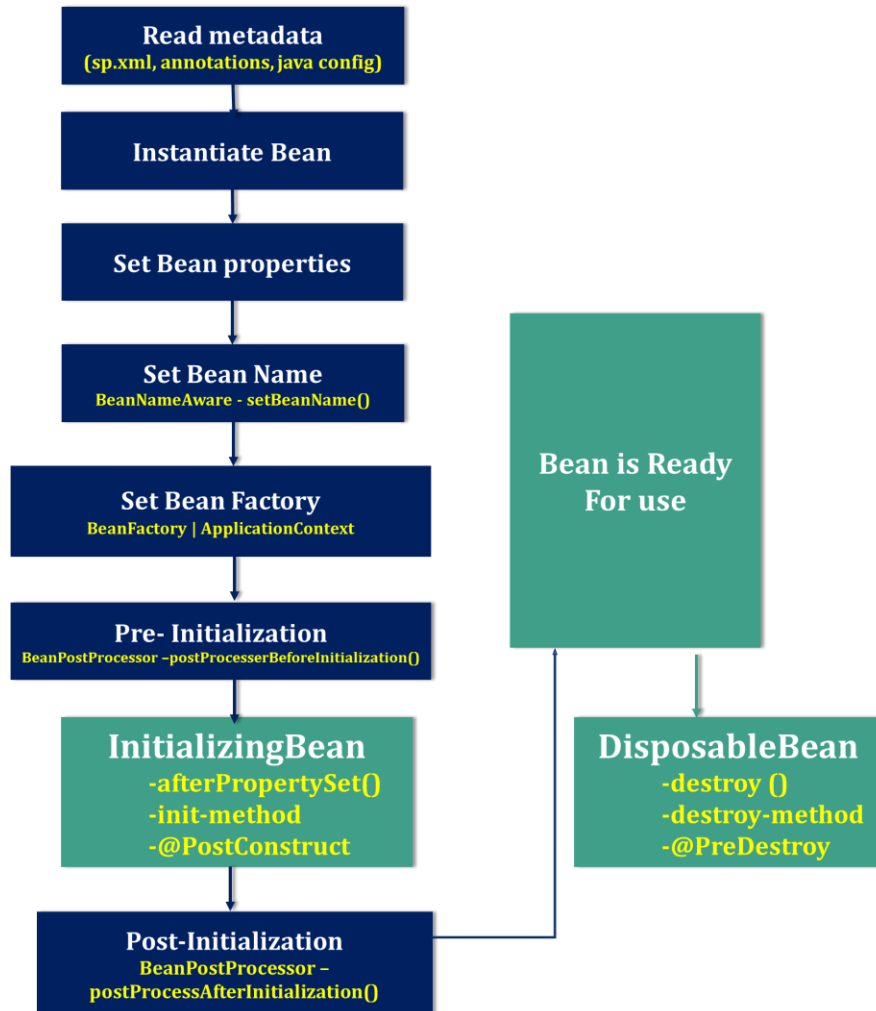 Read metadata
(sp.xml, annotations, java config)
Instantiate Bean
Set Bean properties
Set Bean Name
BeanNameAware - setBeanName()
Set Bean Factory
BeanFactory | ApplicationContext
Pre- Initialization
BeanPostProcessor –postProcesserBeforeInitialization()
InitializingBean
-afterPropertySet()
-init-method
-@PostConstruct
Post-Initialization
BeanPostProcessor –
postProcessAfterInitialization()
Bean is Ready
For use
DisposableBean
-destroy ()
-destroy-method
-@PreDestroy